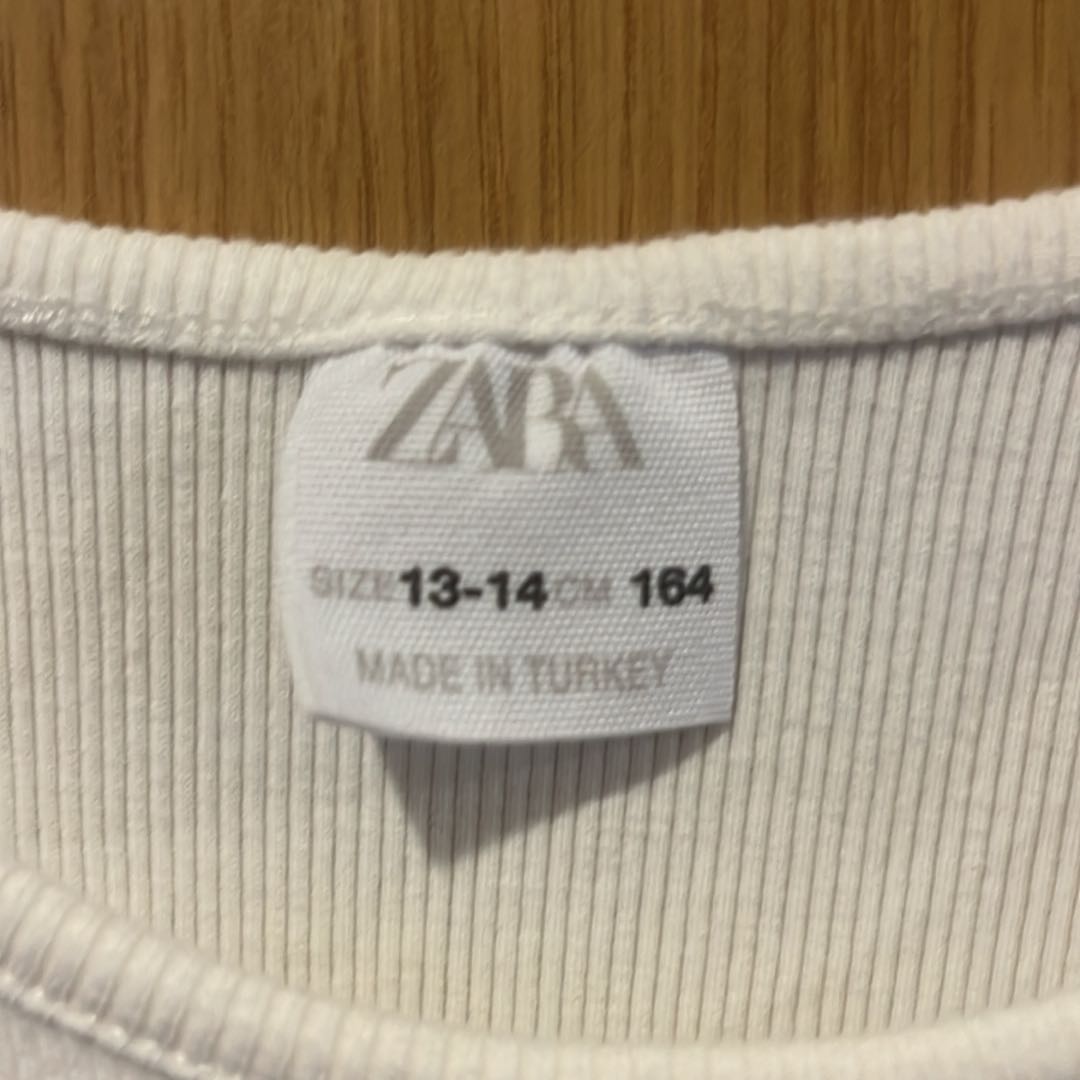 ZARA
SIZE 13-14 CM 164
MADE IN TURKEY